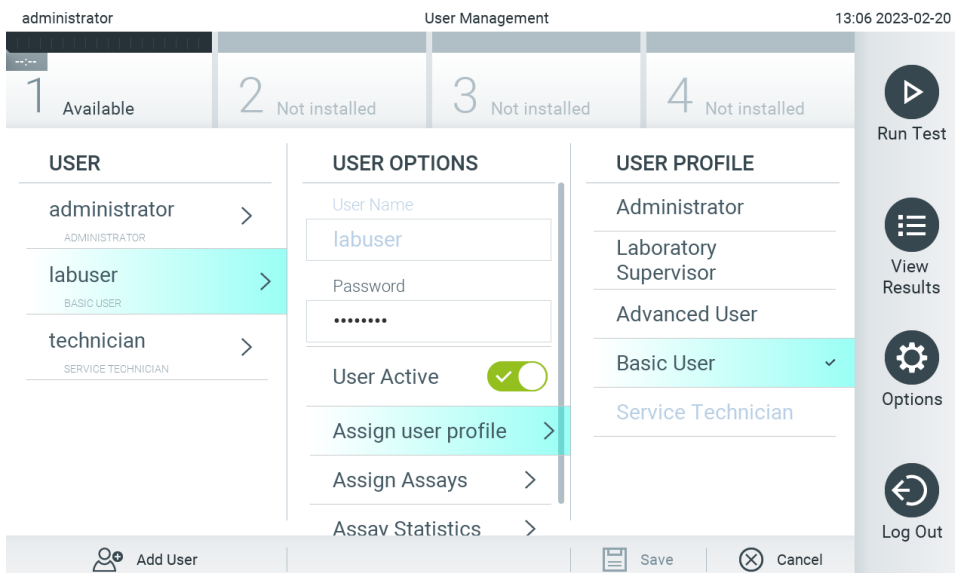 administrator User Management 13:06 2023-02-20
--:--
1 Available 2 Not installed 3 Not installed 4 Not installed
Run Test
View
Results
Options
Log Out
USER
administrator
ADMINISTRATOR
labuser
BASIC USER
technician
SERVICE TECHNICIAN
USER OPTIONS
User Name
labuser
Password
••••••••
User Active
Assign user profile
Assign Assays
Assay Statistics
USER PROFILE
Administrator
Laboratory
Supervisor
Advanced User
Basic User
Service Technician
Add User Save Cancel